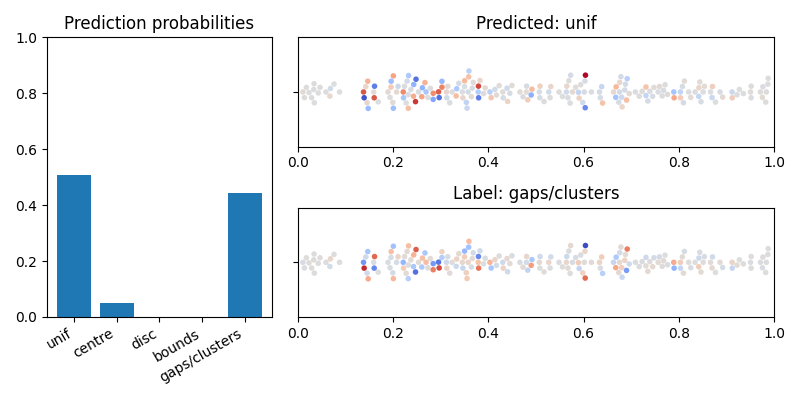 Prediction probabilities
1.0
0.8
0.6
0.4
0.2
0.0
unif
centre
disc
bounds
gaps/clusters
Predicted: unif
0.0 0.2 0.4 0.6 0.8 1.0
Label: gaps/clusters
0.0 0.2 0.4 0.6 0.8 1.0